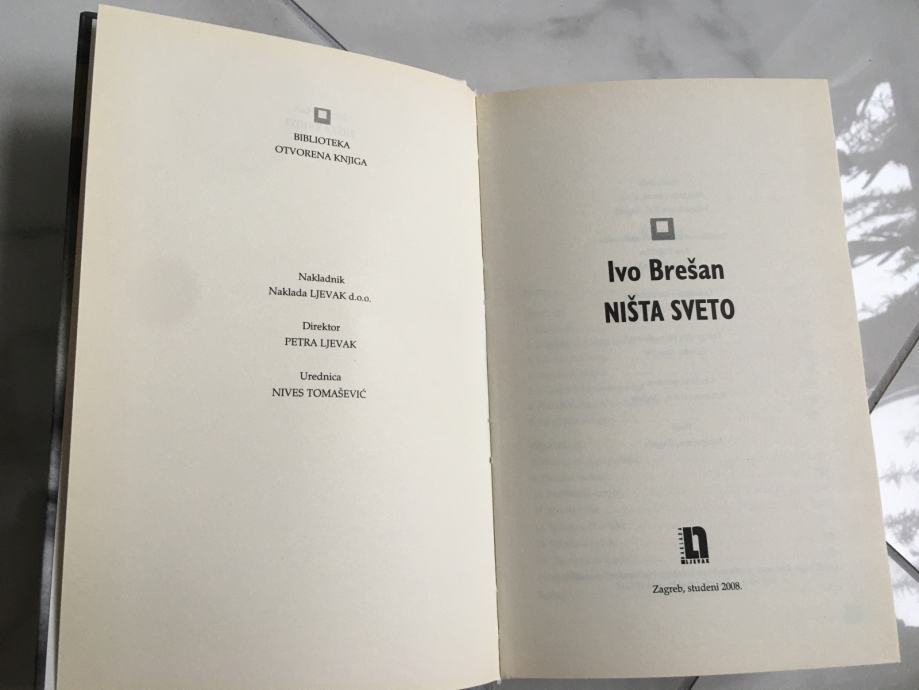 BIBLIOTEKA
OTVORENA KNJIGA
Nakladnik
Naklada LJEVAK d.o.o.
Direktor
PETRA LJEVAK
Urednica
NIVES TOMAŠEVIĆ
Ivo Brešan
NIŠTA SVETO
NAKLADA
LJEVAK
Zagreb, studeni 2008.